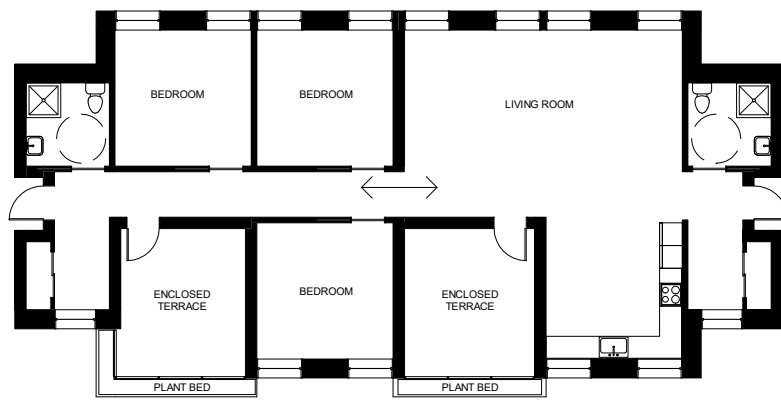 BEDROOM
BEDROOM
LIVING ROOM
ENCLOSED
TERRACE
BEDROOM
ENCLOSED
TERRACE
PLANT BED
PLANT BED